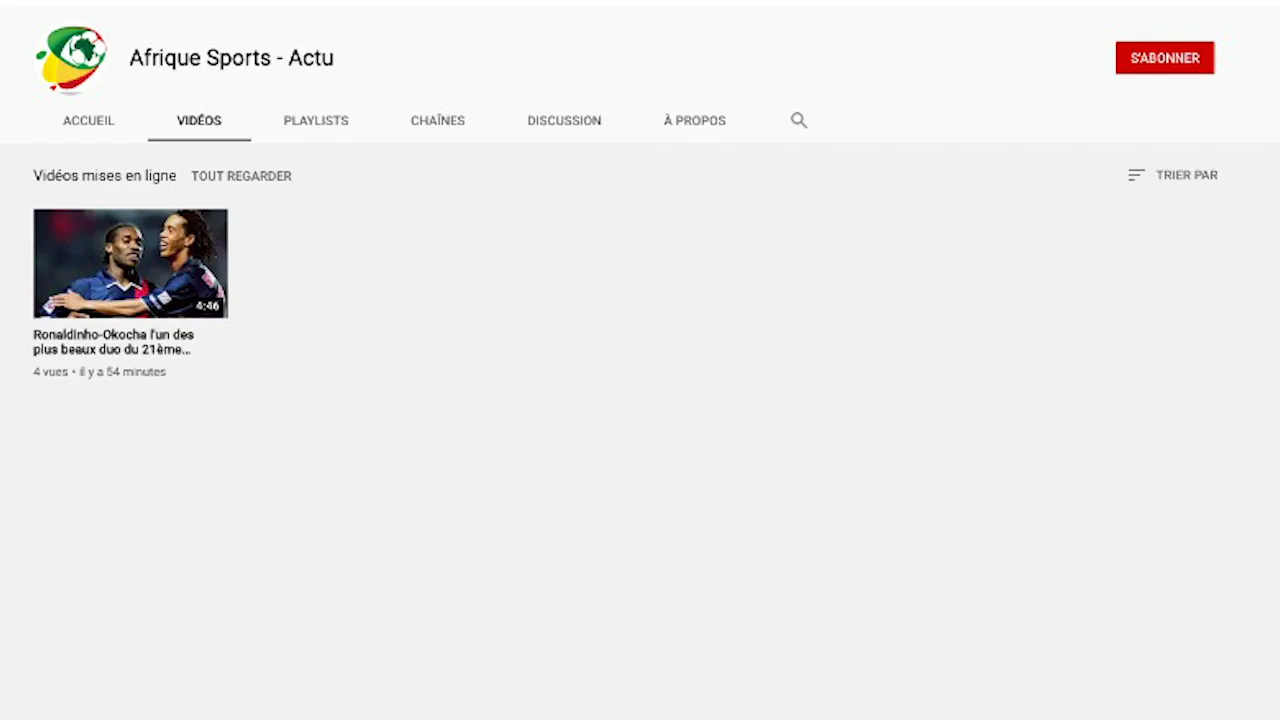 Afrique Sports - Actu
S'ABONNER
ACCUEIL
VIDÉOS
PLAYLISTS
CHAÎNES
DISCUSSION
À PROPOS
Vidéos mises en ligne
TOUT REGARDER
TRIER PAR
4:46
Ronaldinho-Okocha l'un des
plus beaux duo du 21ème...
4 vues • il y a 54 minutes